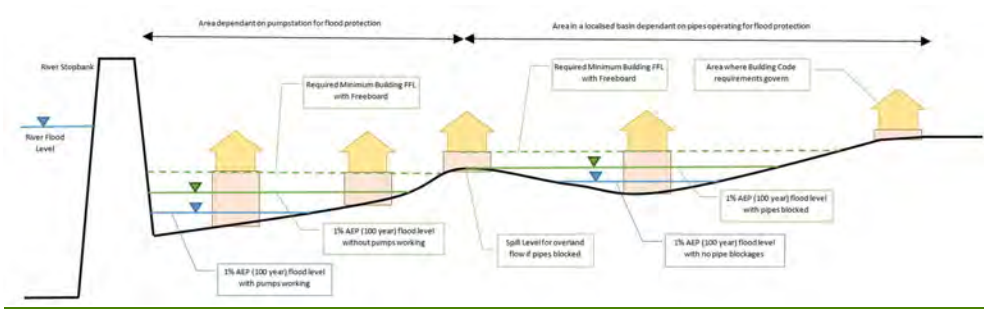 Area dependant on pumpstation for flood protection
Area in a localised basin dependant on pipes operating for flood protection
River Stopbank
Required Minimum Building FFL
with Freeboard
Required Minimum Building FFL
with Freeboard
Area where Building Code
requirements govern
River Flood
Level
1% AEP (100 year) flood level
without pumps working
1% AEP (100 year) flood level
with pumps working
Spill Level for overland
flow if pipes blocked
1% AEP (100 year) flood level
with pipes blocked
1% AEP (100 year) flood level
with no pipe blockages